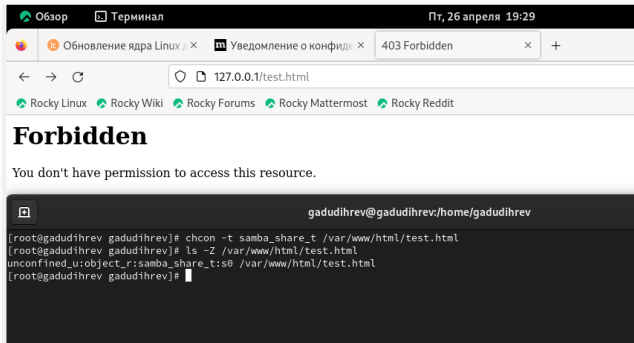 Обзор Терминал Пт, 26 апреля 19:29
Обновление ядра Linux д × Уведомление о конфиде × 403 Forbidden × +
127.0.0.1/test.html
Rocky Linux Rocky Wiki Rocky Forums Rocky Mattermost Rocky Reddit
Forbidden
You don't have permission to access this resource.
gadudihrev@gadudihrev:/home/gadudihrev
[root@gadudihrev gadudihrev]# chcon -t samba_share_t /var/www/html/test.html
[root@gadudihrev gadudihrev]# ls -Z /var/www/html/test.html
unconfined_u:object_r:samba_share_t:s0 /var/www/html/test.html
[root@gadudihrev gadudihrev]#